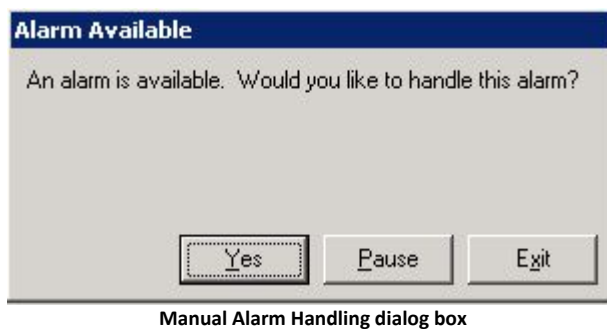 Alarm Available
An alarm is available. Would you like to handle this alarm?
Yes Pause Exit
Manual Alarm Handling dialog box